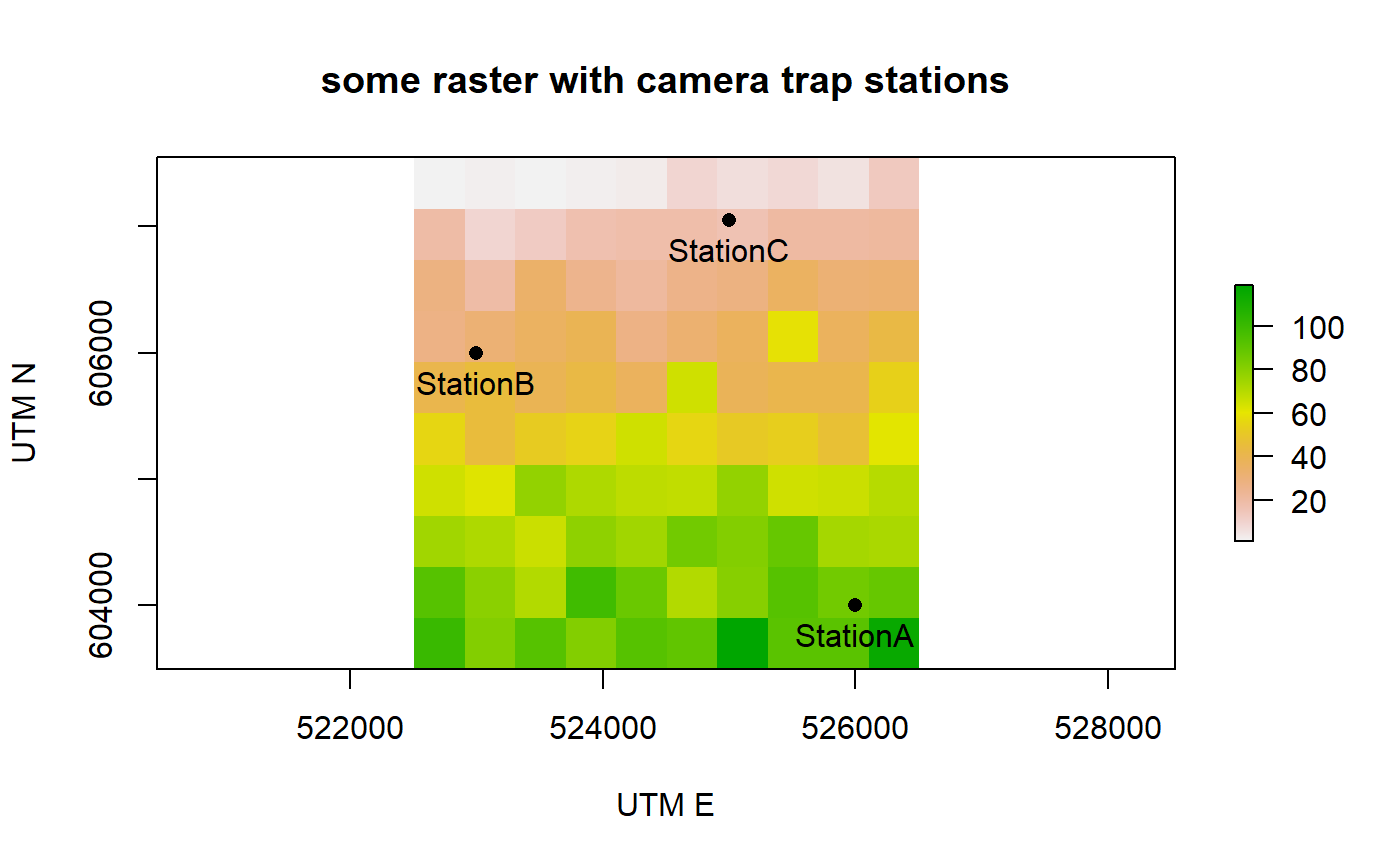 some raster with camera trap stations
StationC
StationB
StationA
UTM N
606000
604000
522000 524000 526000 528000
UTM E
100
80
60
40
20